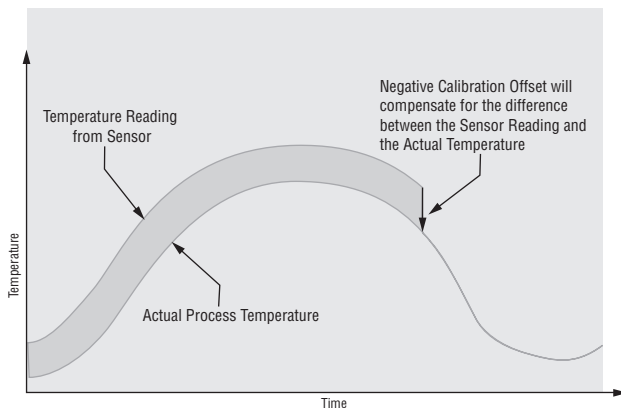 Negative Calibration Offset will
compensate for the difference
between the Sensor Reading and
the Actual Temperature
Temperature Reading
from Sensor
Temperature
Actual Process Temperature
Time